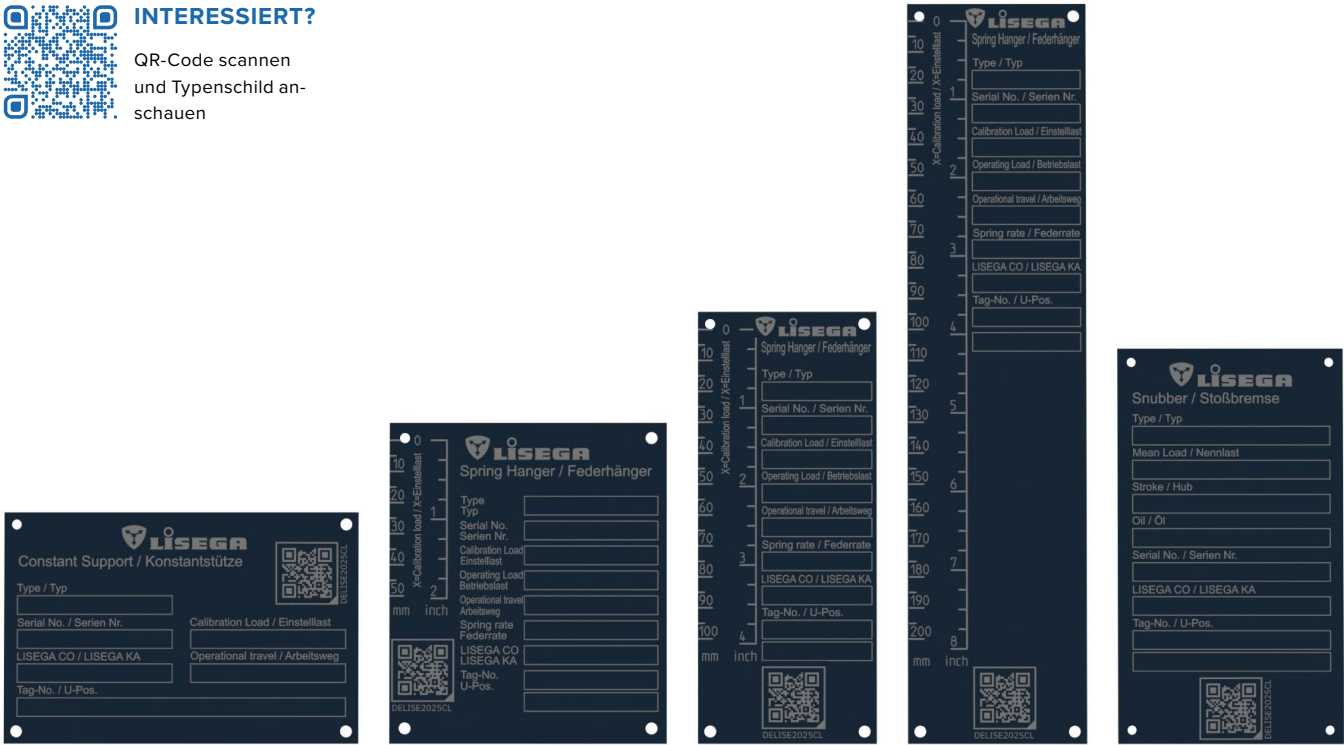 INTERESSIERT?
QR-Code scannen
und Typenschild an-
schauen
LISEGA
Constant Support / Konstantstütze
Type / Typ
Serial No. / Serien Nr.
Calibration Load / Einstelllast
LISEGA CO / LISEGA KA
Operational travel / Arbeitsweg
Tag-No. / U-Pos.
DELISE2025CL
0
10
20
30
40
50
mm
X=Calibration load / X=Einstelllast
1
2
inch
LISEGA
Spring Hanger / Federhänger
Type
Typ
Serial No.
Serien Nr.
Calibration Load
Einstelllast
Operating Load
Betriebslast
Operational travel
Arbeitsweg
Spring rate
Federrate
LISEGA CO
LISEGA KA
Tag-No.
U-Pos.
DELISE2025CL
0
10
20
30
40
50
60
70
80
90
100
mm
X=Calibration load / X=Einstelllast
1
2
3
4
inch
LISEGA
Spring Hanger / Federhänger
Type / Typ
Serial No. / Serien Nr.
Calibration Load / Einstelllast
Operating Load / Betriebslast
Operational travel / Arbeitsweg
Spring rate / Federrate
LISEGA CO / LISEGA KA
Tag-No. / U-Pos.
DELISE2025CL
0
10
20
30
40
50
60
70
80
90
100
110
120
130
140
150
160
170
180
190
200
mm
X=Calibration load / X=Einstelllast
1
2
3
4
5
6
7
8
inch
LISEGA
Spring Hanger / Federhänger
Type / Typ
Serial No. / Serien Nr.
Calibration Load / Einstelllast
Operating Load / Betriebslast
Operational travel / Arbeitsweg
Spring rate / Federrate
LISEGA CO / LISEGA KA
Tag-No. / U-Pos.
DELISE2025CL
LISEGA
Snubber / Stoßbremse
Type / Typ
Mean Load / Nennlast
Stroke / Hub
Oil / Öl
Serial No. / Serien Nr.
LISEGA CO / LISEGA KA
Tag-No. / U-Pos.
DELISE2025CL